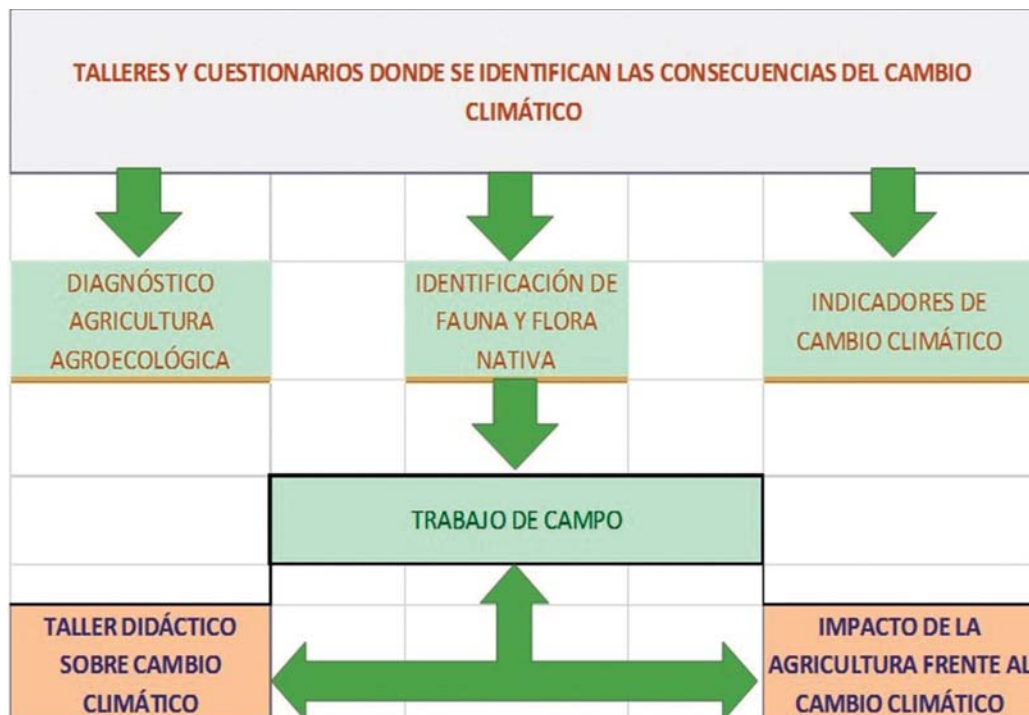 TALLERES Y CUESTIONARIOS DONDE SE IDENTIFICAN LAS CONSECUENCIAS DEL CAMBIO
CLIMÁTICO
DIAGNÓSTICO
AGRICULTURA
AGROECOLÓGICA
IDENTIFICACIÓN DE
FAUNA Y FLORA
NATIVA
INDICADORES DE
CAMBIO CLIMÁTICO
TRABAJO DE CAMPO
TALLER DIDÁCTICO
SOBRE CAMBIO
CLIMÁTICO
IMPACTO DE LA
AGRICULTURA FRENTE AL
CAMBIO CLIMÁTICO